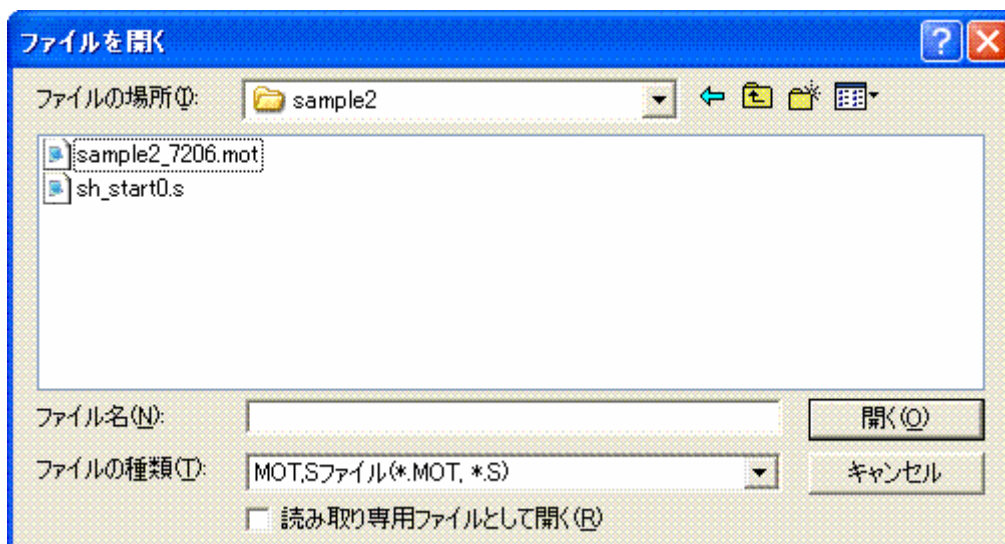 ファイルを開く
ファイルの場所(I): sample2
sample2_7206.mot
sh_start0.s
ファイル名(N): 開く(O)
ファイルの種類(T): MOT,Sファイル(*.MOT, *.S) キャンセル
読み取り専用ファイルとして開く(R)